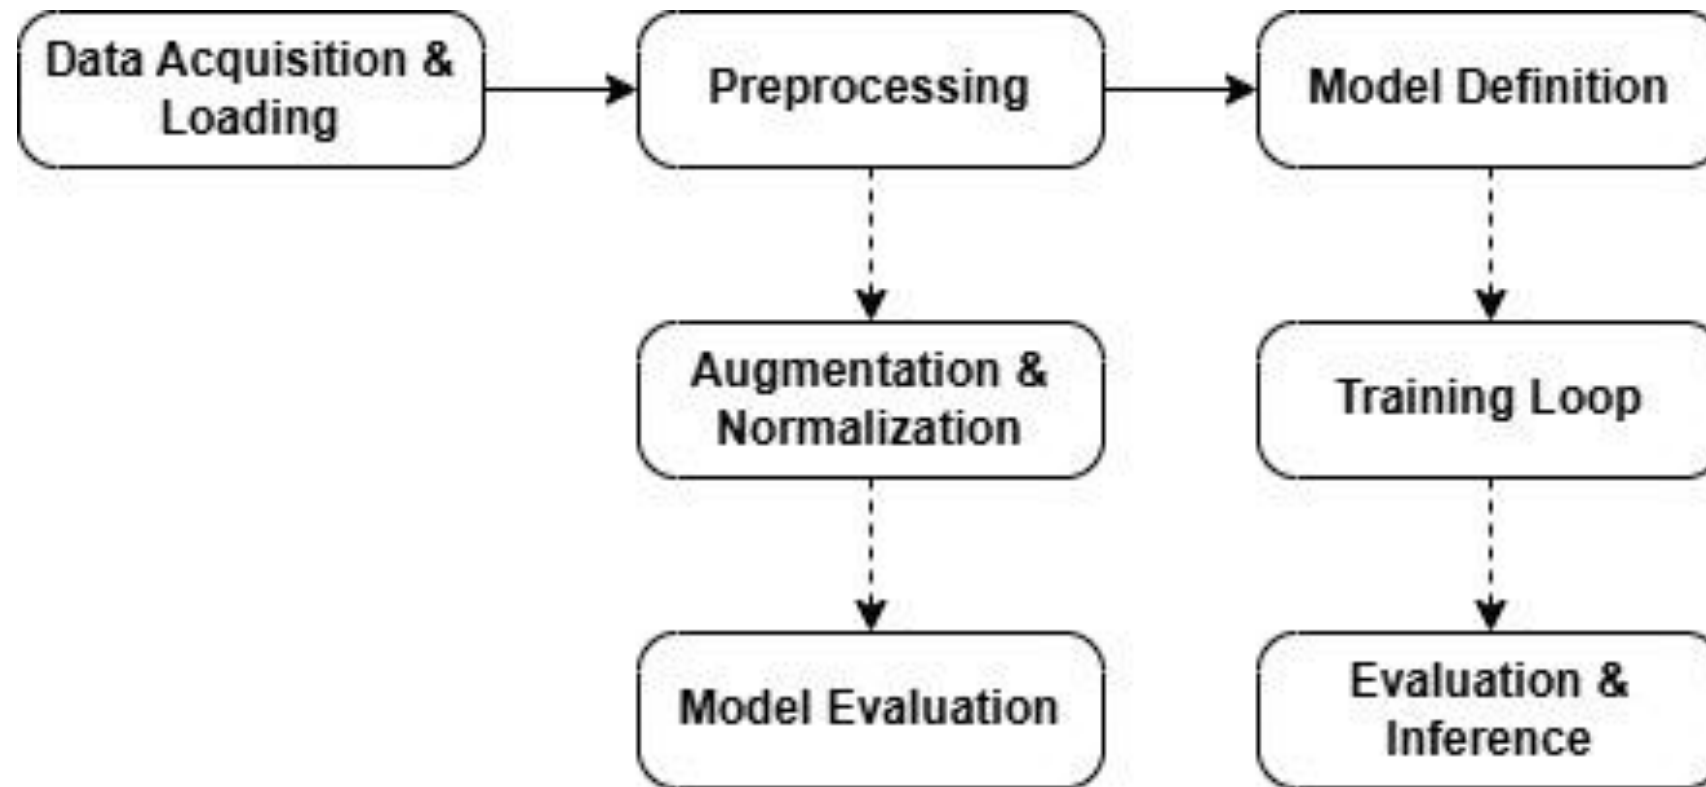 Data Acquisition &
Loading
Preprocessing
Model Definition
Augmentation &
Normalization
Training Loop
Model Evaluation
Evaluation &
Inference